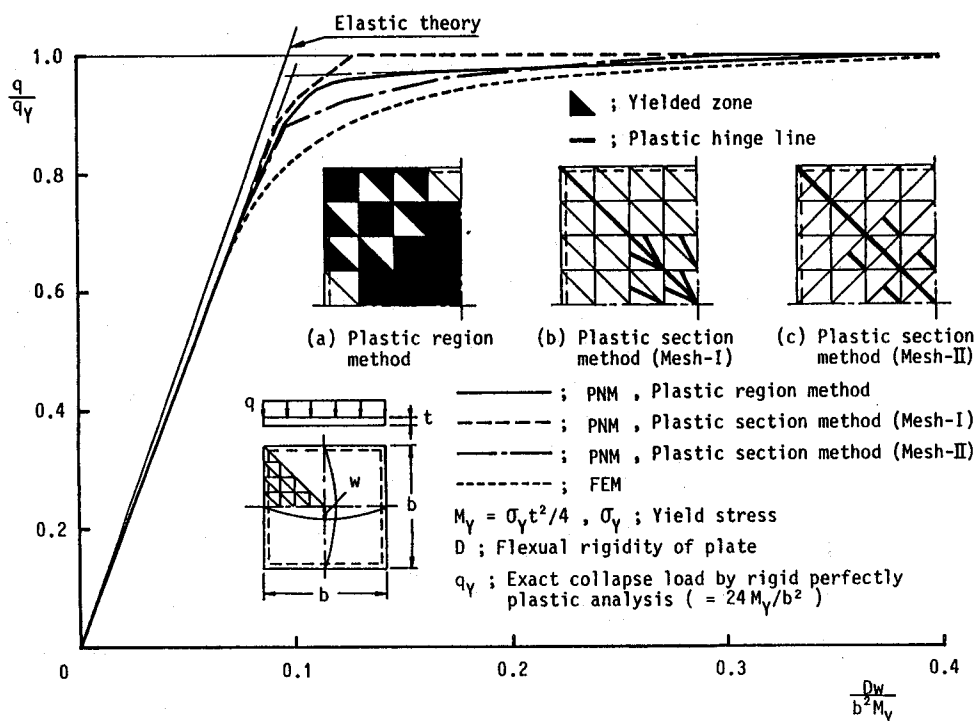 Elastic theory
1.0
q/q_Y
0.8
0.6
0.4
0.2
0
0.1
0.2
0.3
0.4
Dw/b²M_Y
; Yielded zone
; Plastic hinge line
(a) Plastic region
method
(b) Plastic section
method (Mesh-I)
(c) Plastic section
method (Mesh-II)
; PNM , Plastic region method
; PNM , Plastic section method (Mesh-I)
; PNM , Plastic section method (Mesh-II)
; FEM
M_Y = σ_Y t²/4 , σ_Y ; Yield stress
D ; Flexual rigidity of plate
q_Y ; Exact collapse load by rigid perfectly
plastic analysis ( = 24 M_Y/b² )
q
t
w
b
b